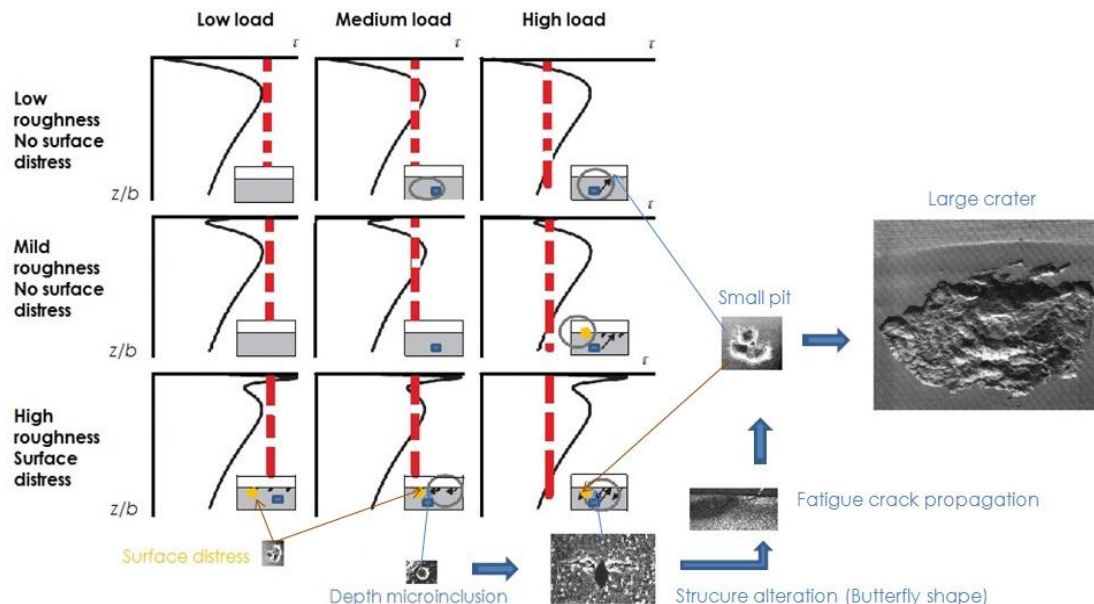 Low load
Medium load
High load
τ
τ
τ
Low
roughness
No surface
distress
z/b
τ
Mild
roughness
No surface
distress
z/b
τ
High
roughness
Surface
distress
z/b
Large crater
Small pit
Fatigue crack propagation
Surface distress
Depth microinclusion
Strucure alteration (Butterfly shape)